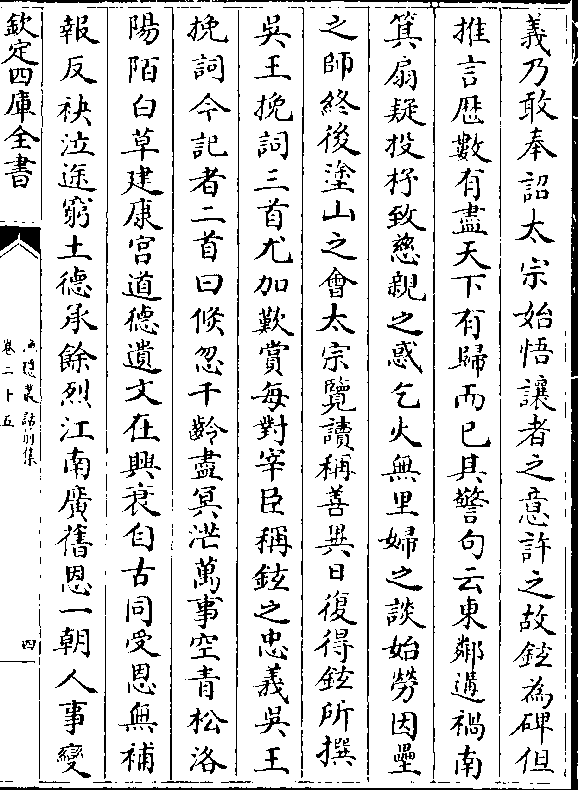 義乃敢奉詔太宗始悟讓者之意許之故鉉為碑但
推言歷數有盡天下有歸而已其警句云東鄰遘禍南
箕扇疑投杼致慈親之惑乞火無里婦之談始勞因壘
之師終後塗山之會太宗覽讀稱善異日復得鉉所撰
吳王挽詞三首尤加歎賞每對宰臣稱鉉之忠義吳王
挽詞今記者二首曰倐忽千齡盡冥茫萬事空青松洛
陽陌白草建康宮道德遺文在興衰自古同受恩無補
報反袂泣途窮土德承餘烈江南廣舊恩一朝人事變
欽定四庫全書
漁隠叢話前集
卷二十五
四